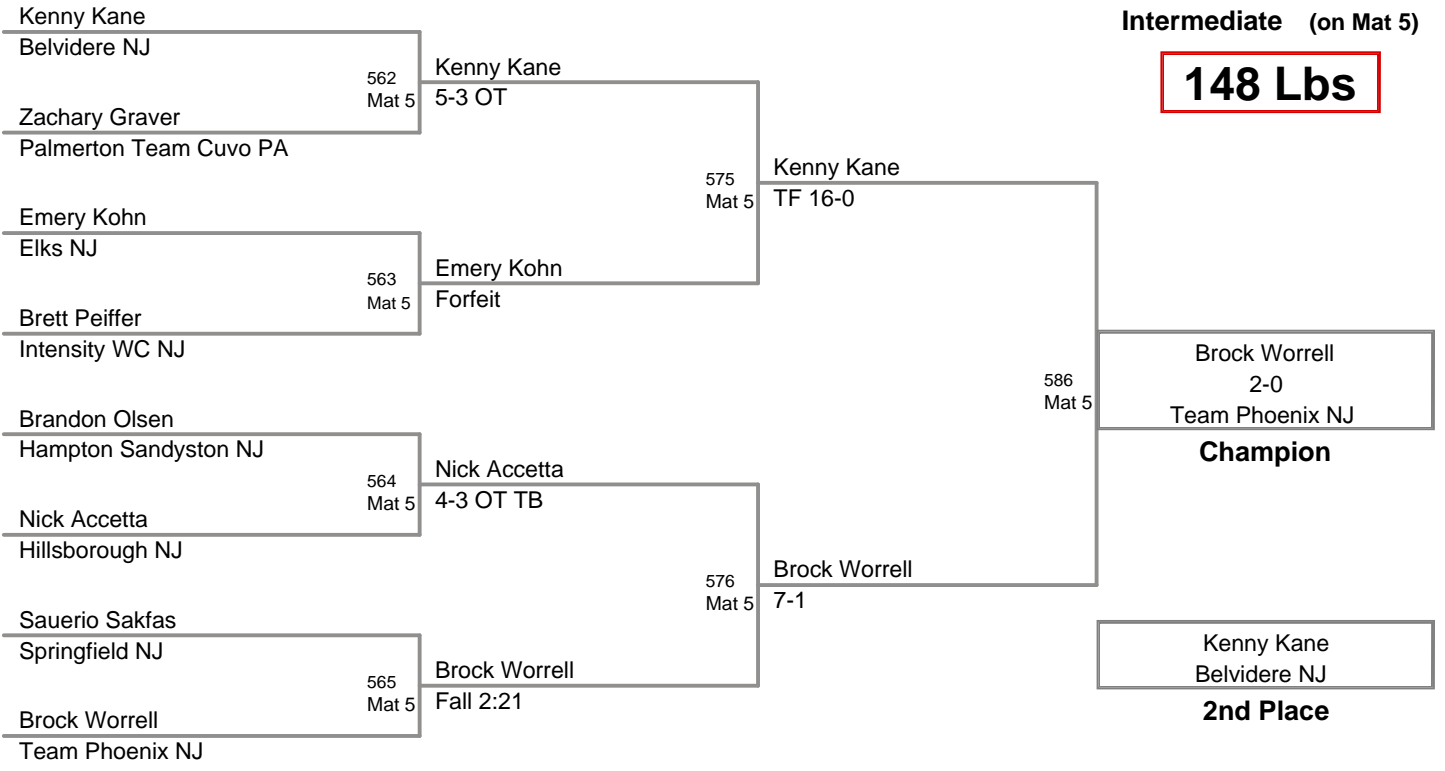 Intermediate (on Mat 5)
148 Lbs
Kenny Kane
Belvidere NJ
562
Mat 5
Zachary Graver
Palmerton Team Cuvo PA
Kenny Kane
5-3 OT
Emery Kohn
Elks NJ
563
Mat 5
Brett Peiffer
Intensity WC NJ
Emery Kohn
Forfeit
575
Mat 5
Kenny Kane
TF 16-0
Brandon Olsen
Hampton Sandyston NJ
564
Mat 5
Nick Accetta
Hillsborough NJ
Nick Accetta
4-3 OT TB
Sauerio Sakfas
Springfield NJ
565
Mat 5
Brock Worrell
Team Phoenix NJ
Brock Worrell
Fall 2:21
576
Mat 5
Brock Worrell
7-1
586
Mat 5
Brock Worrell
2-0
Team Phoenix NJ
Champion
Kenny Kane
Belvidere NJ
2nd Place